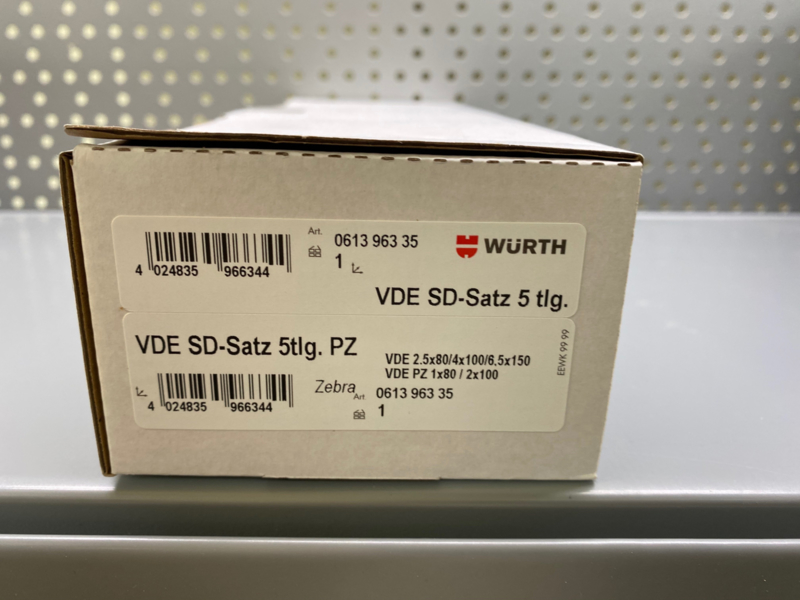 Art.
0613 963 35
WÜRTH
1
4 024835 966344
VDE SD-Satz 5 tlg.
VDE SD-Satz 5tlg. PZ
VDE 2.5x80/4x100/6,5x150
VDE PZ 1x80 / 2x100
EEWK 99 99
Zebra
Art.
0613 963 35
1
4 024835 966344